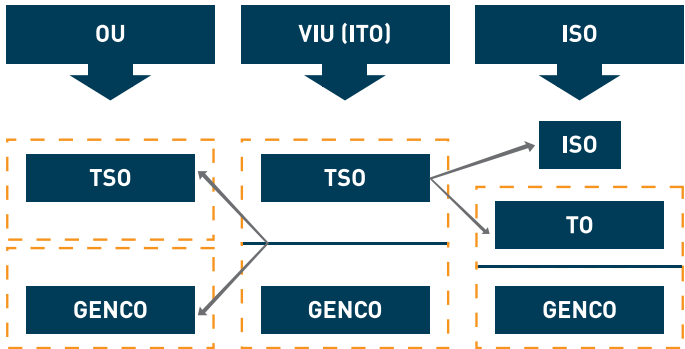 OU
VIU (ITO)
ISO
ISO
TSO
TSO
TO
GENCO
GENCO
GENCO